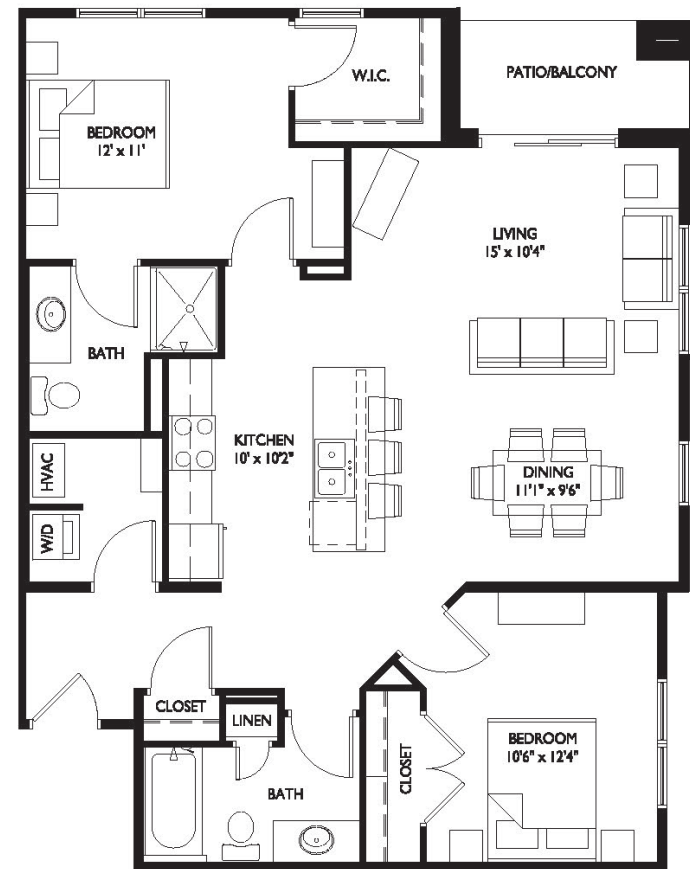 W.I.C.
PATIO/BALCONY
BEDROOM
12' x 11'
LIVING
15' x 10'4"
BATH
KITCHEN
10' x 10'2"
HVAC
DINING
11'1" x 9'6"
W/D
CLOSET
LINEN
BEDROOM
10'6" x 12'4"
CLOSET
BATH